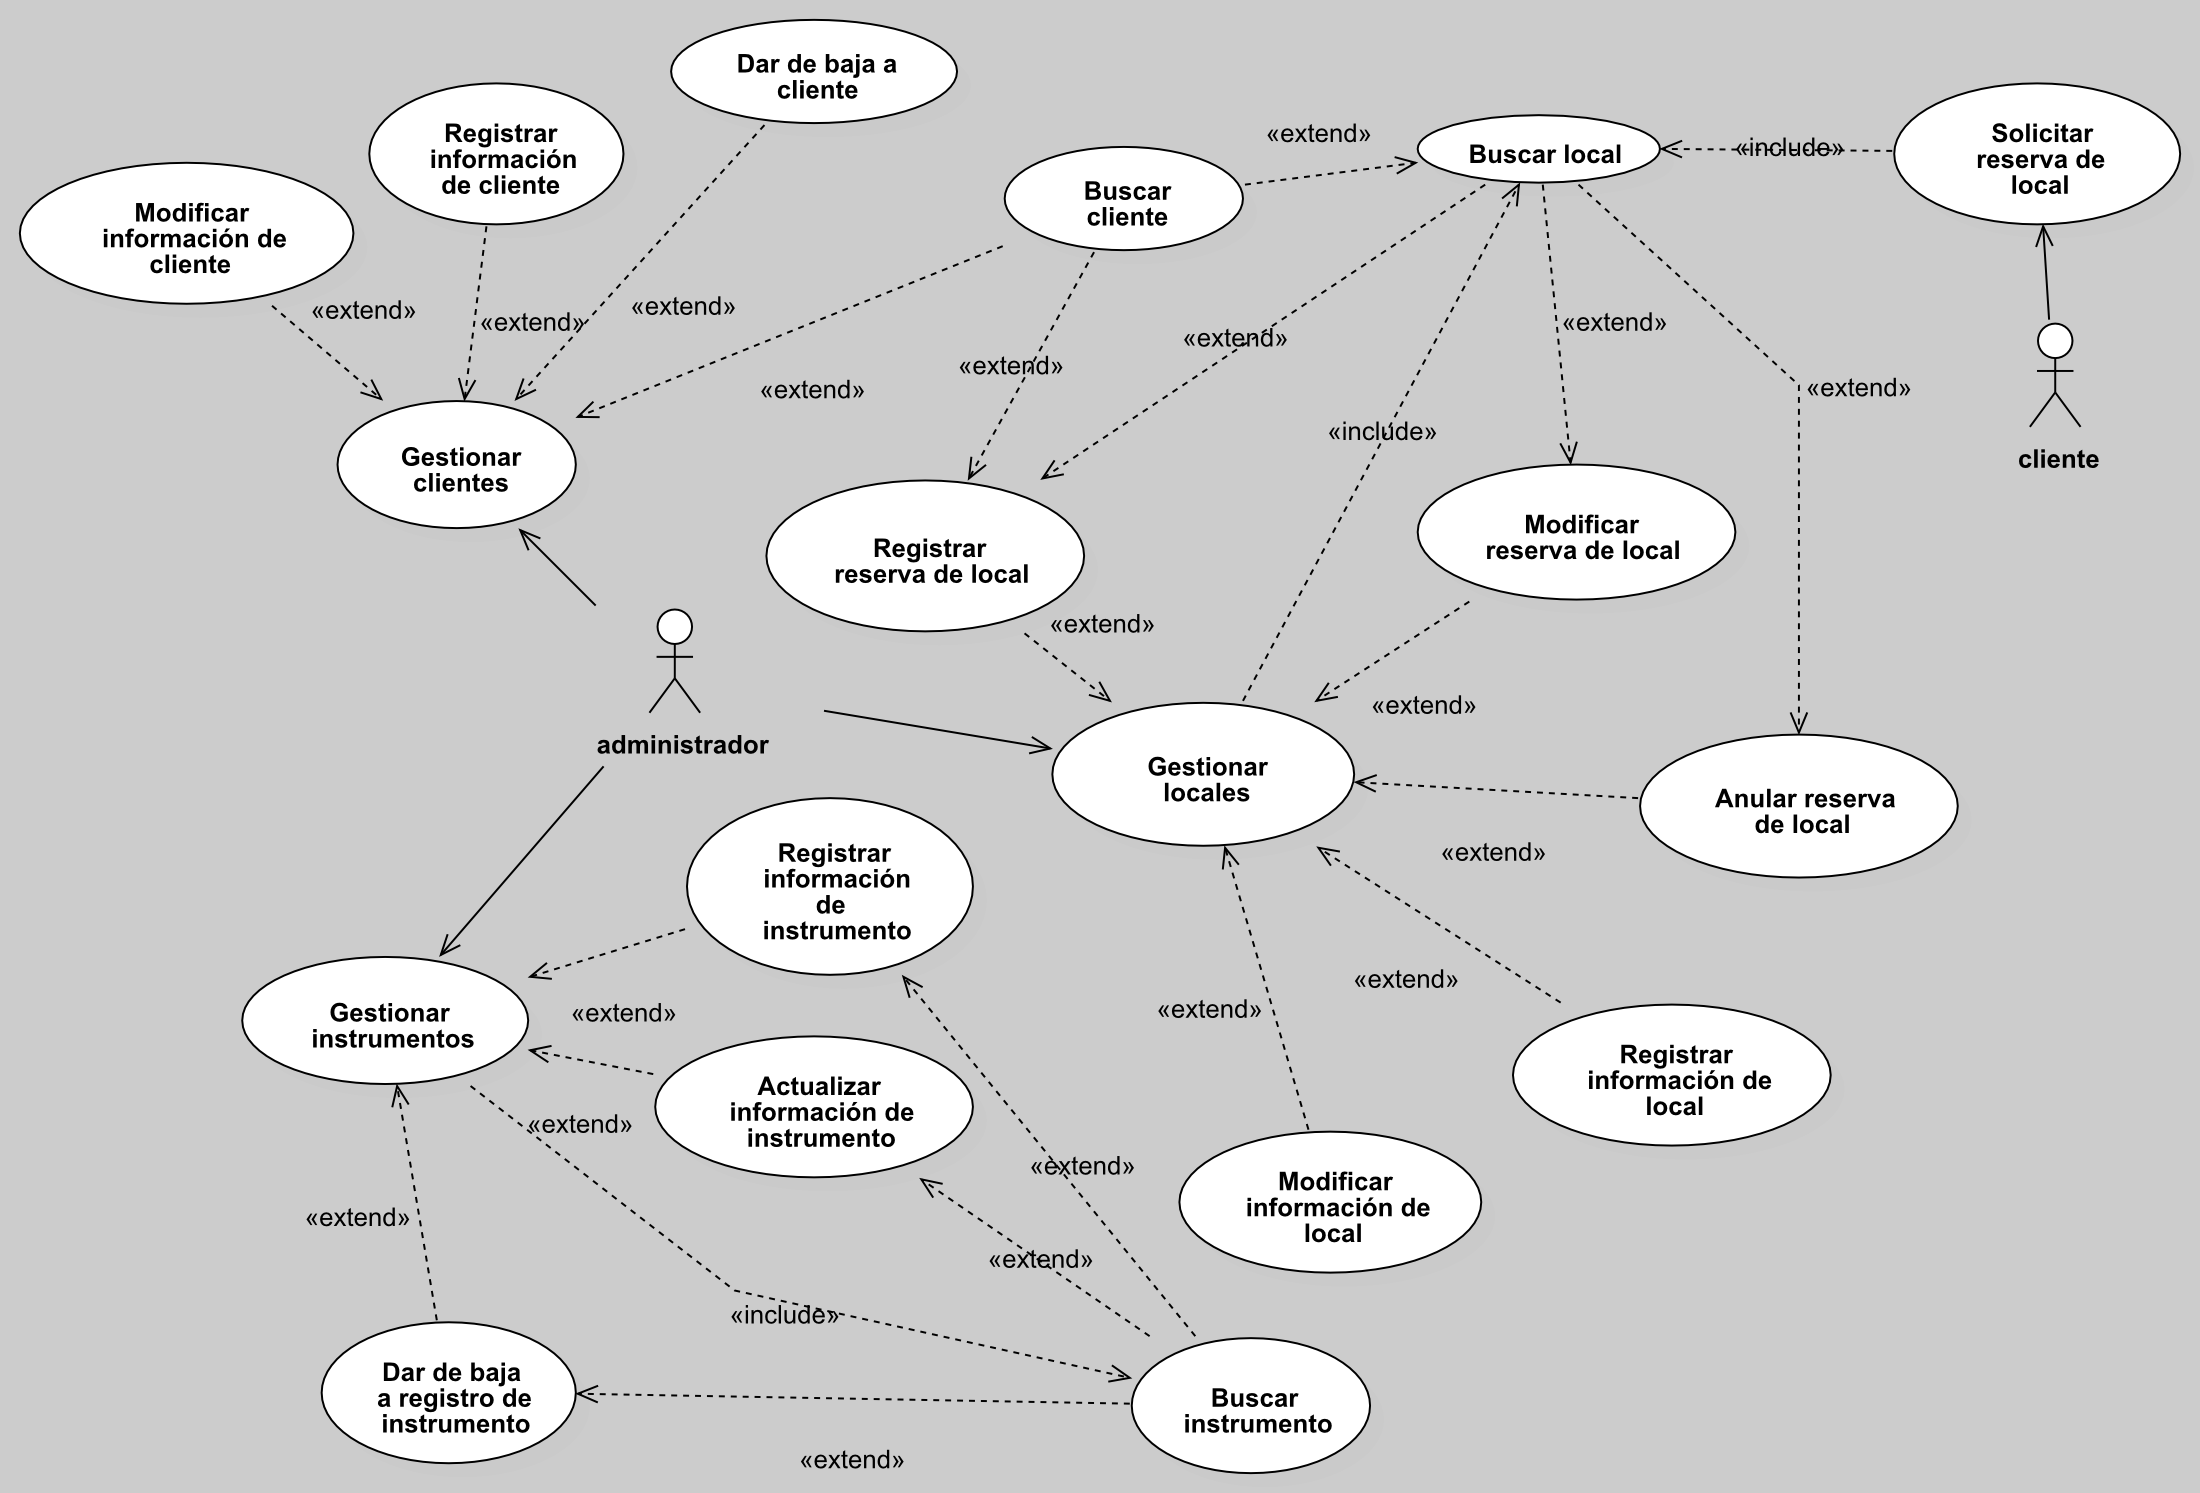 Dar de baja a
cliente
Registrar
información
de cliente
Modificar
información de
cliente
Buscar
cliente
«extend»
Buscar local
«include»
Solicitar
reserva de
local
«extend»
«extend»
«extend»
«extend»
«extend»
«extend»
«extend»
«extend»
«extend»
«include»
cliente
Gestionar
clientes
Registrar
reserva de local
Modificar
reserva de local
«extend»
«extend»
administrador
Gestionar
locales
Anular reserva
de local
«extend»
Registrar
información
de
instrumento
«extend»
«extend»
Gestionar
instrumentos
«extend»
Registrar
información de
local
Actualizar
información de
instrumento
«extend»
«extend»
Modificar
información de
local
«extend»
«extend»
«include»
Dar de baja
a registro de
instrumento
Buscar
instrumento
«extend»